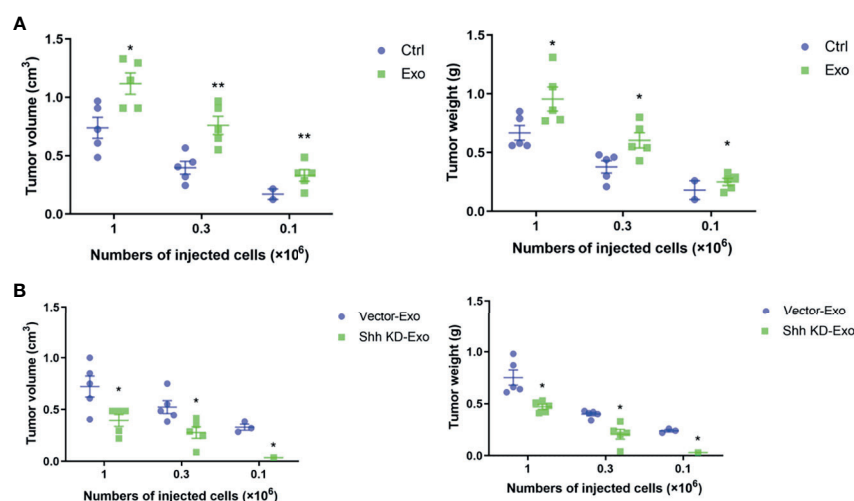 A
Tumor volume (cm³)
1.5
1.0
0.5
0.0
*
**
**
Ctrl
Exo
1
0.3
0.1
Numbers of injected cells (×10⁶)
Tumor weight (g)
1.5
1.0
0.5
0.0
*
*
*
Ctrl
Exo
1
0.3
0.1
Numbers of injected cells (×10⁶)
B
Tumor volume (cm³)
1.5
1.0
0.5
0.0
*
*
*
Vector-Exo
Shh KD-Exo
1
0.3
0.1
Numbers of injected cells (×10⁶)
Tumor weight (g)
1.5
1.0
0.5
0.0
*
*
*
Vector-Exo
Shh KD-Exo
1
0.3
0.1
Numbers of injected cells (×10⁶)